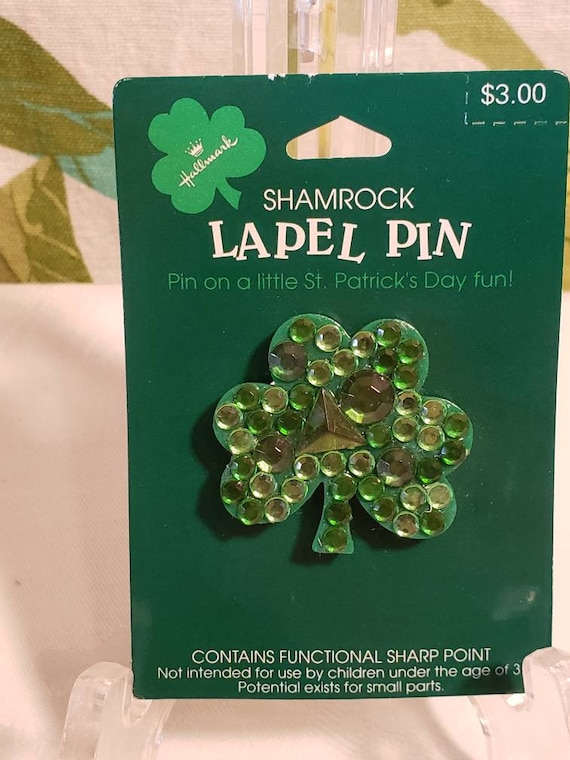 $3.00
Hallmark
SHAMROCK
LAPEL PIN
Pin on a little St. Patrick's Day fun!
CONTAINS FUNCTIONAL SHARP POINT
Not intended for use by children under the age of 3
Potential exists for small parts.